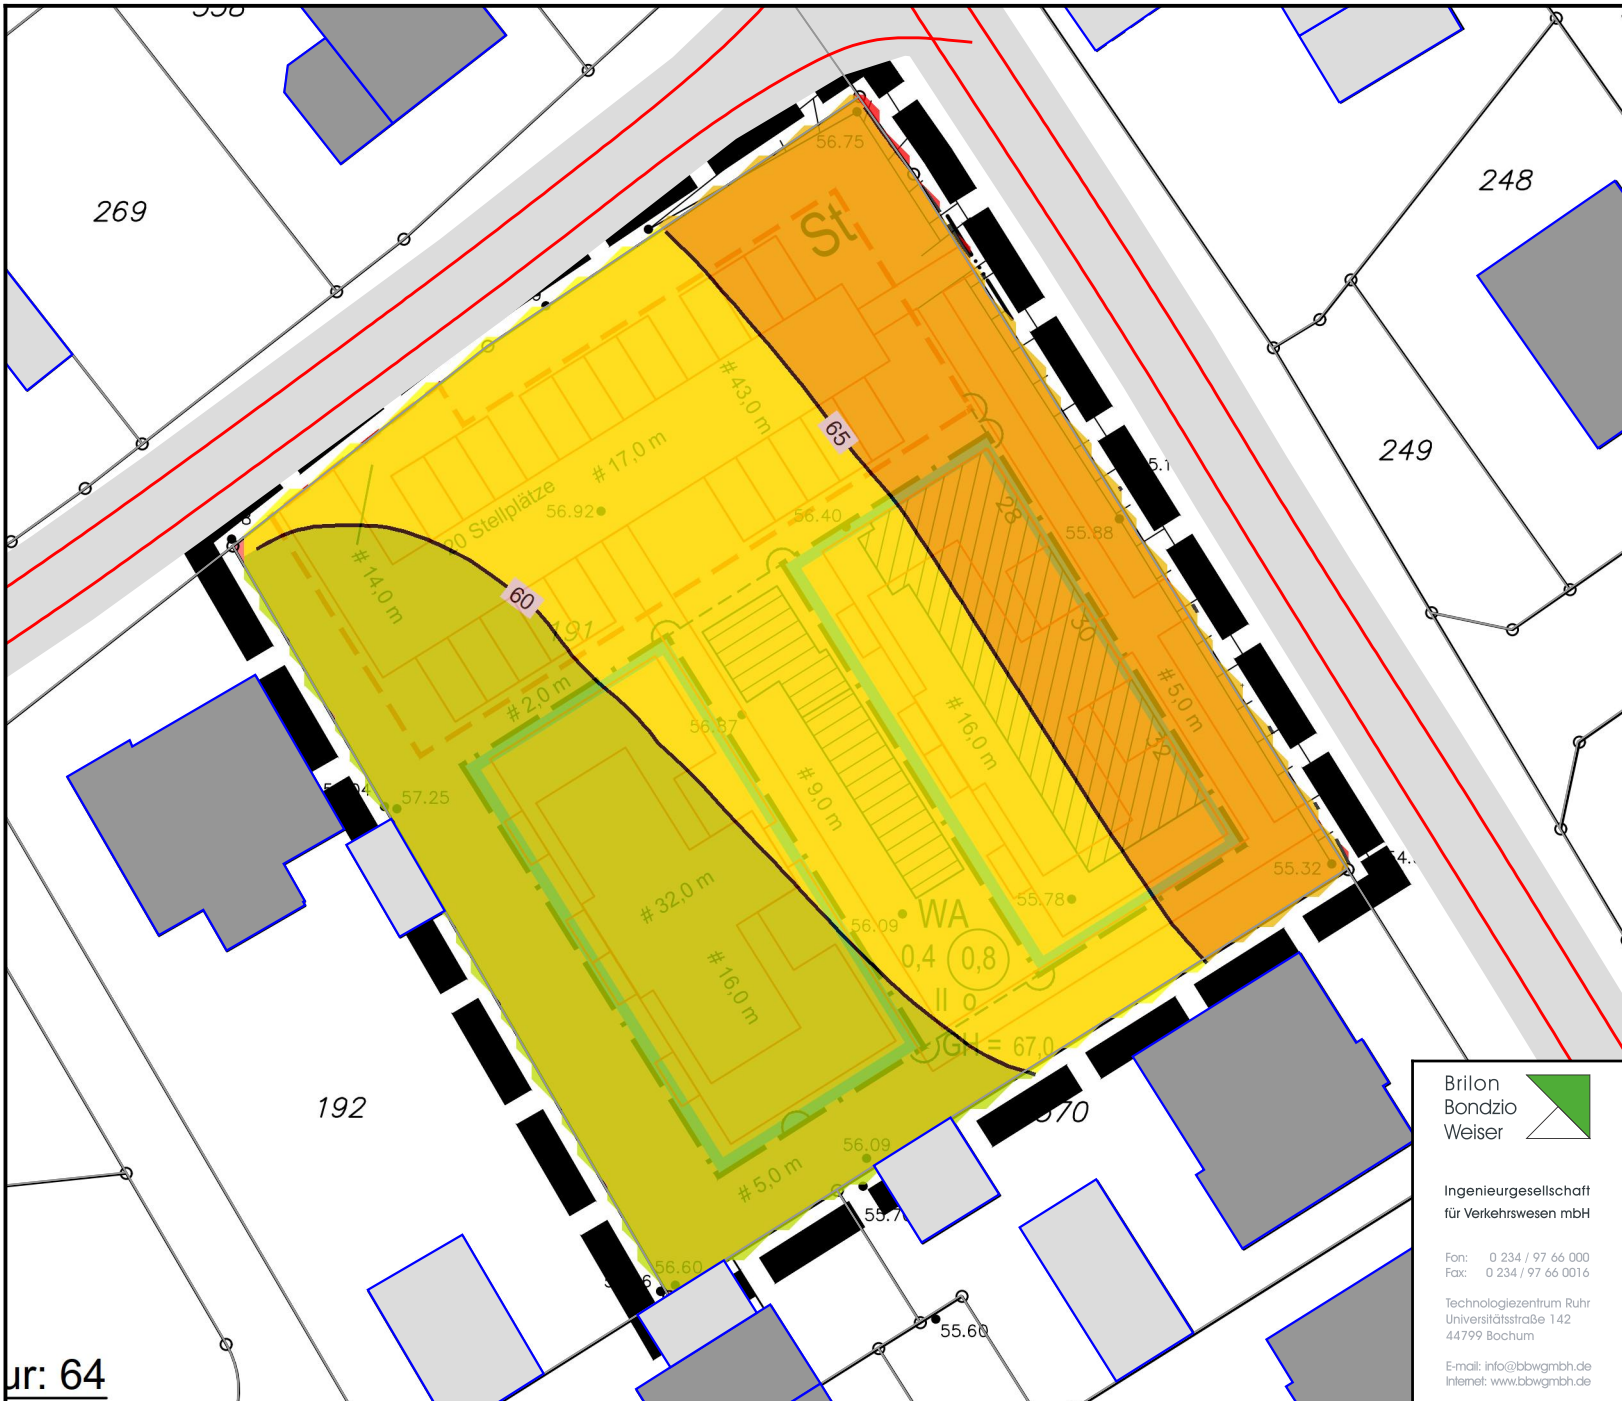 269
248
249
56.75
St
# 43,0 m
65
# 17,0 m
20 Stellplätze
56.92
56.40
28
55.88
# 14,0 m
60
191
30
# 2,0 m
56.37
# 16,0 m
# 5,0 m
32
57.25
# 9,0 m
55.32
# 32,0 m
55.78
WA
56.09
0,4
0,8
II o
GH = 67,0
# 16,0 m
192
56.09
# 5,0 m
56.60
55.60
ur: 64
Brilon
Bondzio
Weiser
Ingenieurgesellschaft
für Verkehrswesen mbH
Fon: 0 234 / 97 66 000
Fax: 0 234 / 97 66 0016
Technologiezentrum Ruhr
Universitätsstraße 142
44799 Bochum
E-mail: info@bbwgmbh.de
Internet: www.bbwgmbh.de